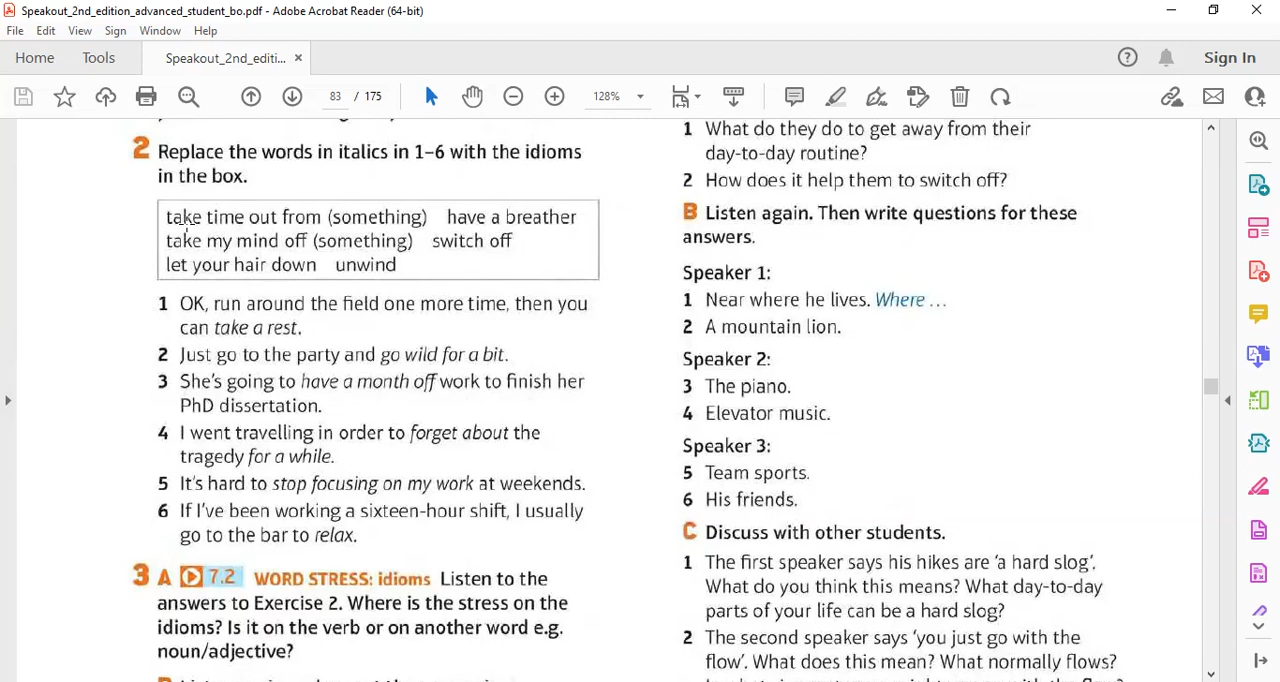 Speakout_2nd_edition_advanced_student_bo.pdf - Adobe Acrobat Reader (64-bit)
File Edit View Sign Window Help
Home Tools Speakout_2nd_editi... × Sign In
83 / 175 128%
2 Replace the words in italics in 1–6 with the idioms
in the box.
take time out from (something) have a breather
take my mind off (something) switch off
let your hair down unwind
1 OK, run around the field one more time, then you
can take a rest.
2 Just go to the party and go wild for a bit.
3 She's going to have a month off work to finish her
PhD dissertation.
4 I went travelling in order to forget about the
tragedy for a while.
5 It's hard to stop focusing on my work at weekends.
6 If I've been working a sixteen-hour shift, I usually
go to the bar to relax.
3 A 7.2 WORD STRESS: idioms Listen to the
answers to Exercise 2. Where is the stress on the
idioms? Is it on the verb or on another word e.g.
noun/adjective?
1 What do they do to get away from their
day-to-day routine?
2 How does it help them to switch off?
B Listen again. Then write questions for these
answers.
Speaker 1:
1 Near where he lives. Where …
2 A mountain lion.
Speaker 2:
3 The piano.
4 Elevator music.
Speaker 3:
5 Team sports.
6 His friends.
C Discuss with other students.
1 The first speaker says his hikes are 'a hard slog'.
What do you think this means? What day-to-day
parts of your life can be a hard slog?
2 The second speaker says 'you just go with the
flow'. What does this mean? What normally flows?